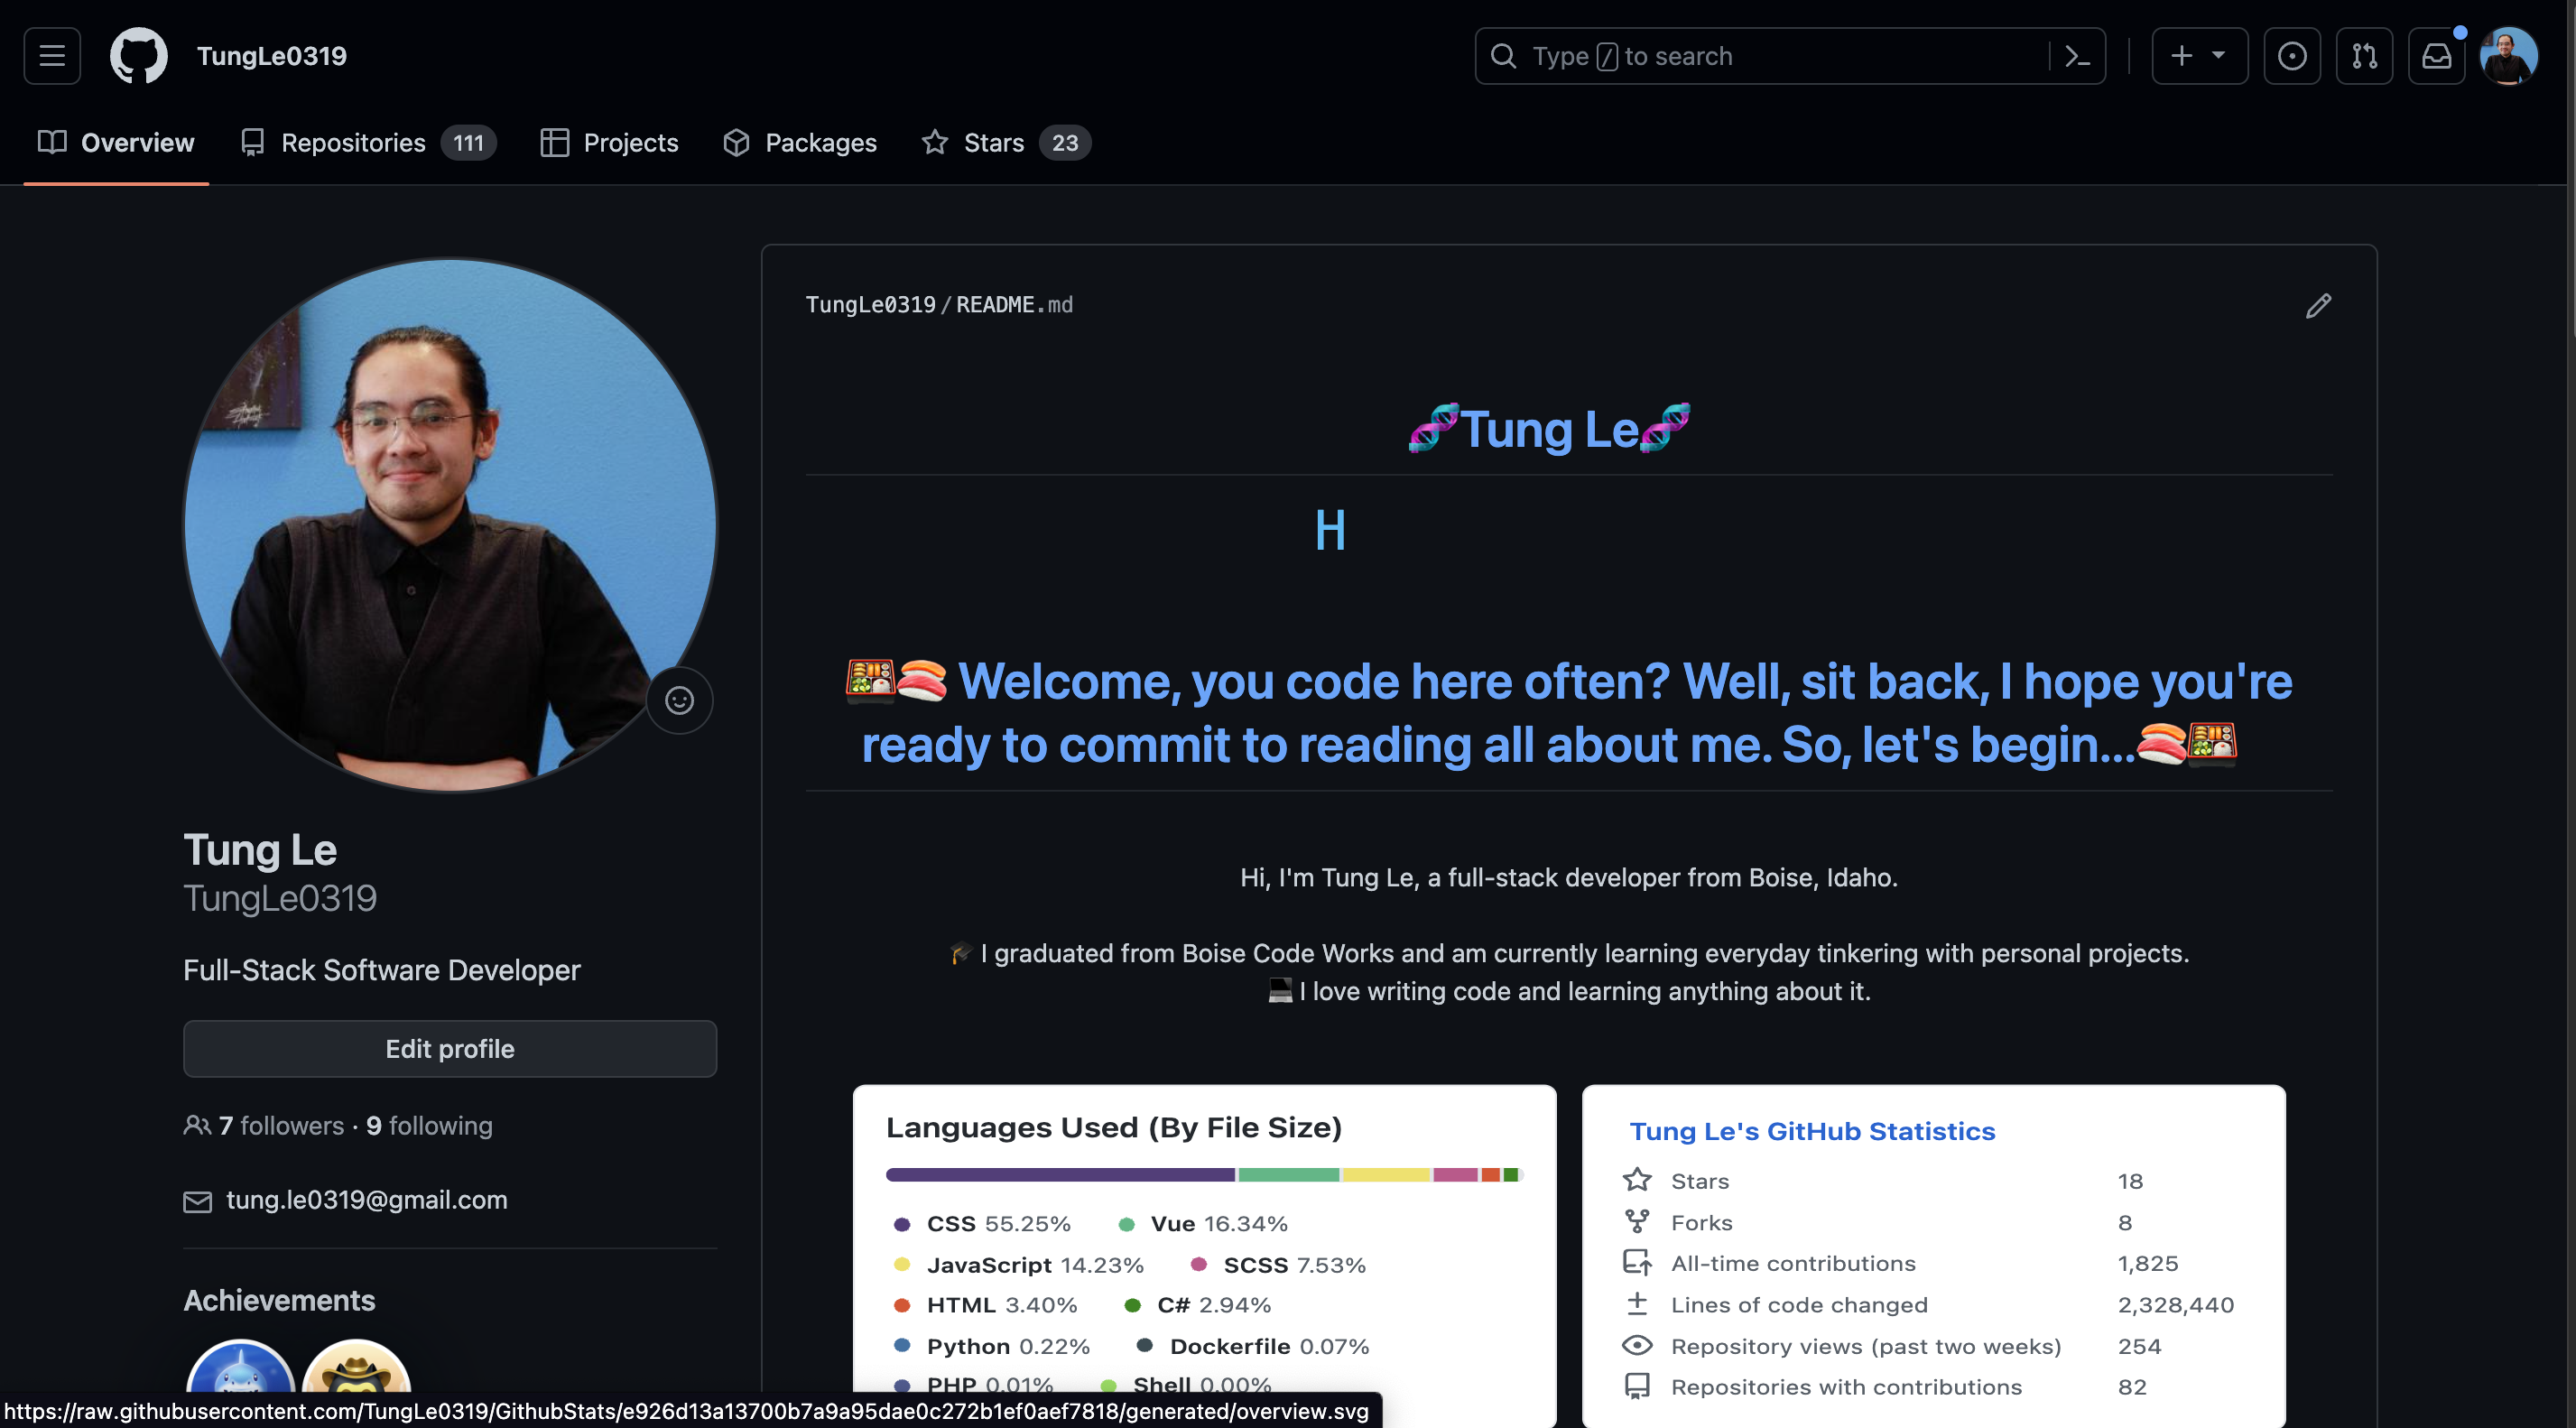 TungLe0319
Type / to search
Overview
Repositories 111
Projects
Packages
Stars 23
TungLe0319/README.md
🧬Tung Le🧬
H
🍱🍣 Welcome, you code here often? Well, sit back, I hope you're
ready to commit to reading all about me. So, let's begin...🍣🍱
Hi, I'm Tung Le, a full-stack developer from Boise, Idaho.
🎓 I graduated from Boise Code Works and am currently learning everyday tinkering with personal projects.
💻 I love writing code and learning anything about it.
Tung Le
TungLe0319
Full-Stack Software Developer
Edit profile
7 followers · 9 following
tung.le0319@gmail.com
Achievements
Languages Used (By File Size)
CSS 55.25% Vue 16.34%
JavaScript 14.23% SCSS 7.53%
HTML 3.40% C# 2.94%
Python 0.22% Dockerfile 0.07%
PHP 0.01% Shell 0.00%
Tung Le's GitHub Statistics
Stars 18
Forks 8
All-time contributions 1,825
Lines of code changed 2,328,440
Repository views (past two weeks) 254
Repositories with contributions 82
https://raw.githubusercontent.com/TungLe0319/GithubStats/e926d13a13700b7a9a95dae0c272b1ef0aef7818/generated/overview.svg